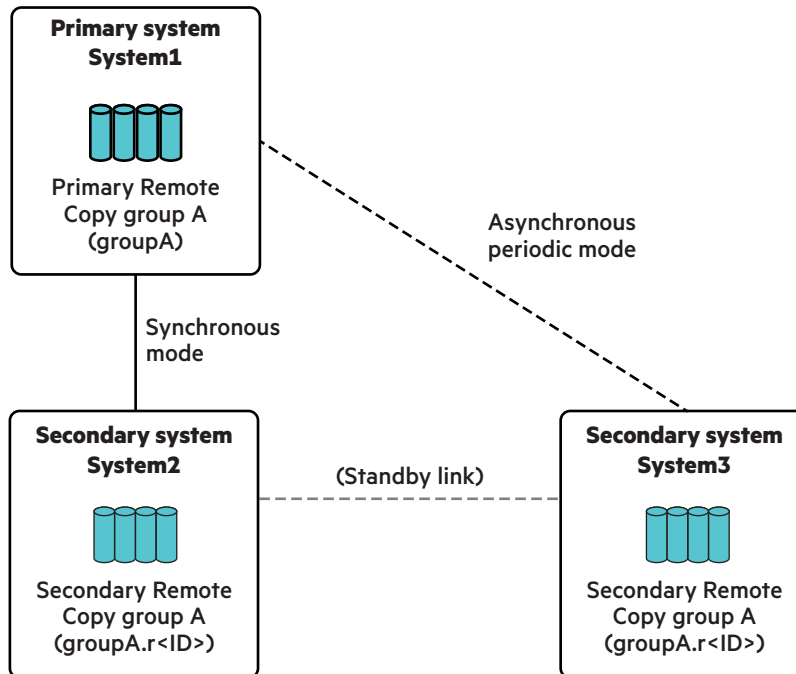 Primary system
System1
Primary Remote
Copy group A
(groupA)
Asynchronous
periodic mode
Synchronous
mode
Secondary system
System2
Secondary Remote
Copy group A
(groupA.r<ID>)
(Standby link)
Secondary system
System3
Secondary Remote
Copy group A
(groupA.r<ID>)